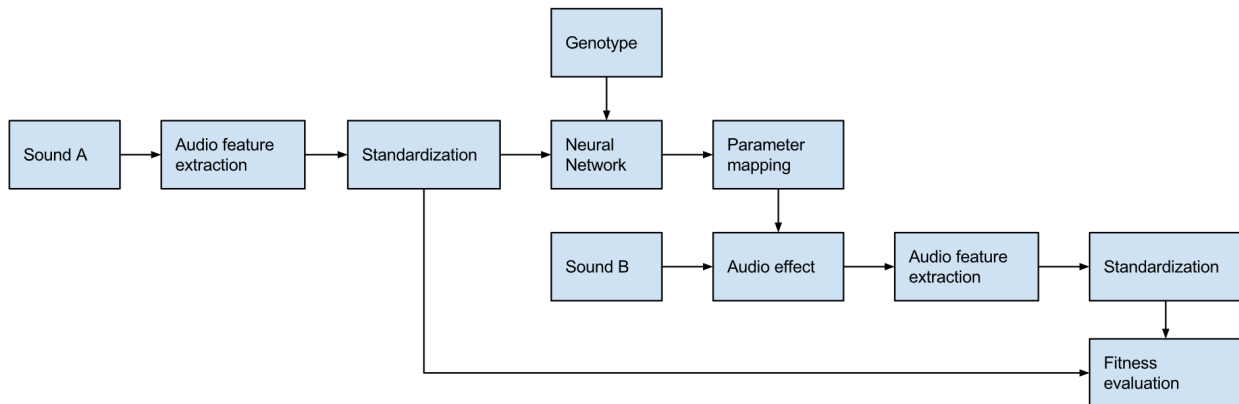 Genotype
Sound A
Audio feature
extraction
Standardization
Neural
Network
Parameter
mapping
Sound B
Audio effect
Audio feature
extraction
Standardization
Fitness
evaluation